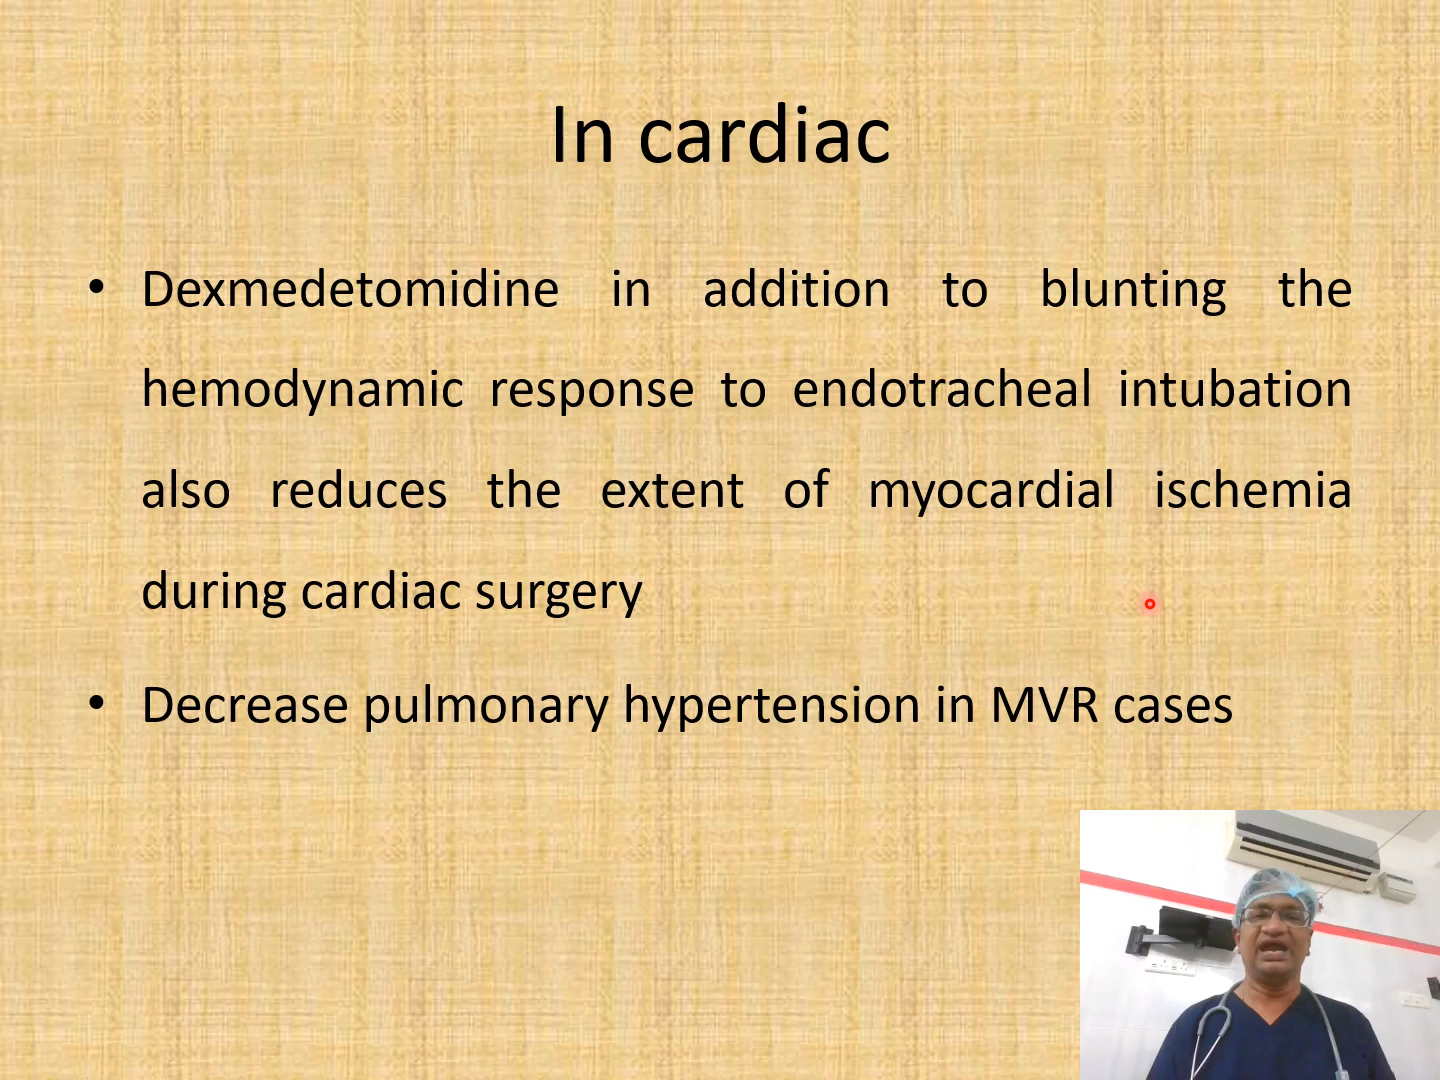 In cardiac
• Dexmedetomidine in addition to blunting the
hemodynamic response to endotracheal intubation
also reduces the extent of myocardial ischemia
during cardiac surgery
• Decrease pulmonary hypertension in MVR cases